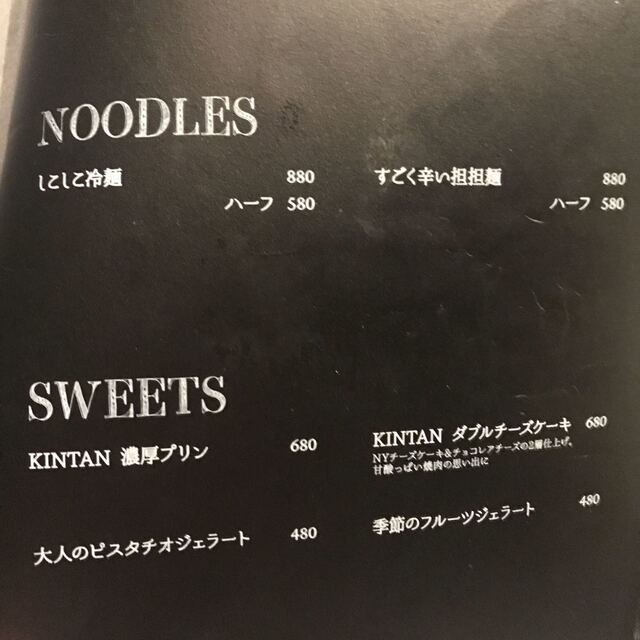 NOODLES
しこしこ冷麺 880
ハーフ 580
すごく辛い担担麺 880
ハーフ 580
SWEETS
KINTAN 濃厚プリン 680
KINTAN ダブルチーズケーキ 680
NYチーズケーキ&チョコレアチーズの2層仕上げ、
甘酸っぱい焼肉の思い出に
大人のピスタチオジェラート 480
季節のフルーツジェラート 480